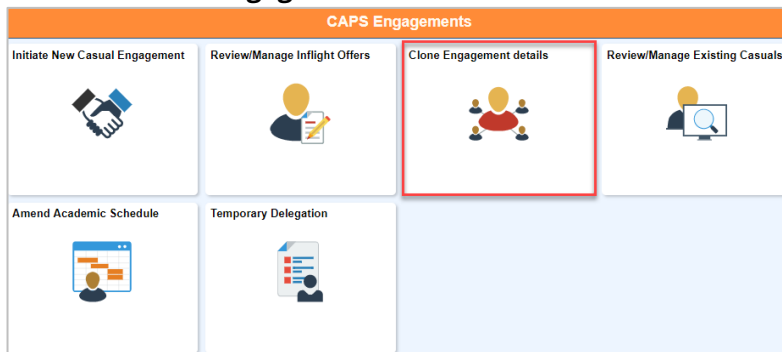 CAPS Engagements
Initiate New Casual Engagement
Review/Manage Inflight Offers
Clone Engagement details
Review/Manage Existing Casuals
Amend Academic Schedule
Temporary Delegation